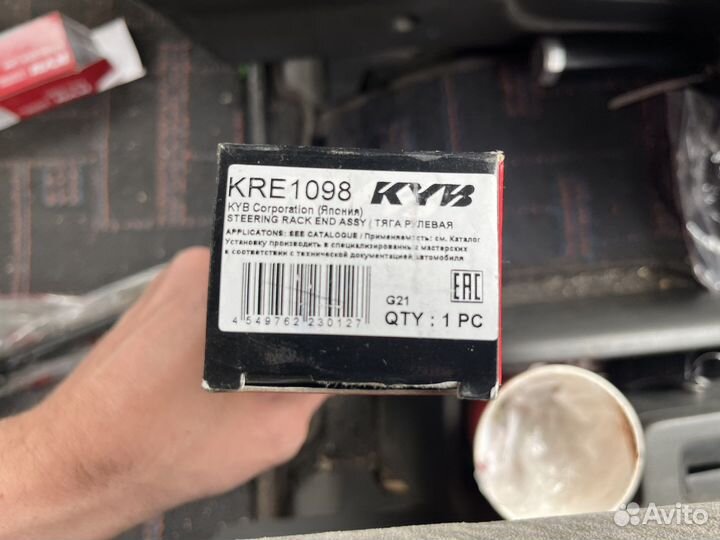 KRE1098 KYB
KYB Corporation (Япония)
STEERING RACK END ASSY / ТЯГА РУЛЕВАЯ
APPLICATONS: SEE CATALOGUE / Применяемость: см. Каталог
Установку производить в специализированных мастерских
в соответствии с технической документацией автомобиля
4 549762 230127
G21
EAC
QTY : 1 PC
Avito